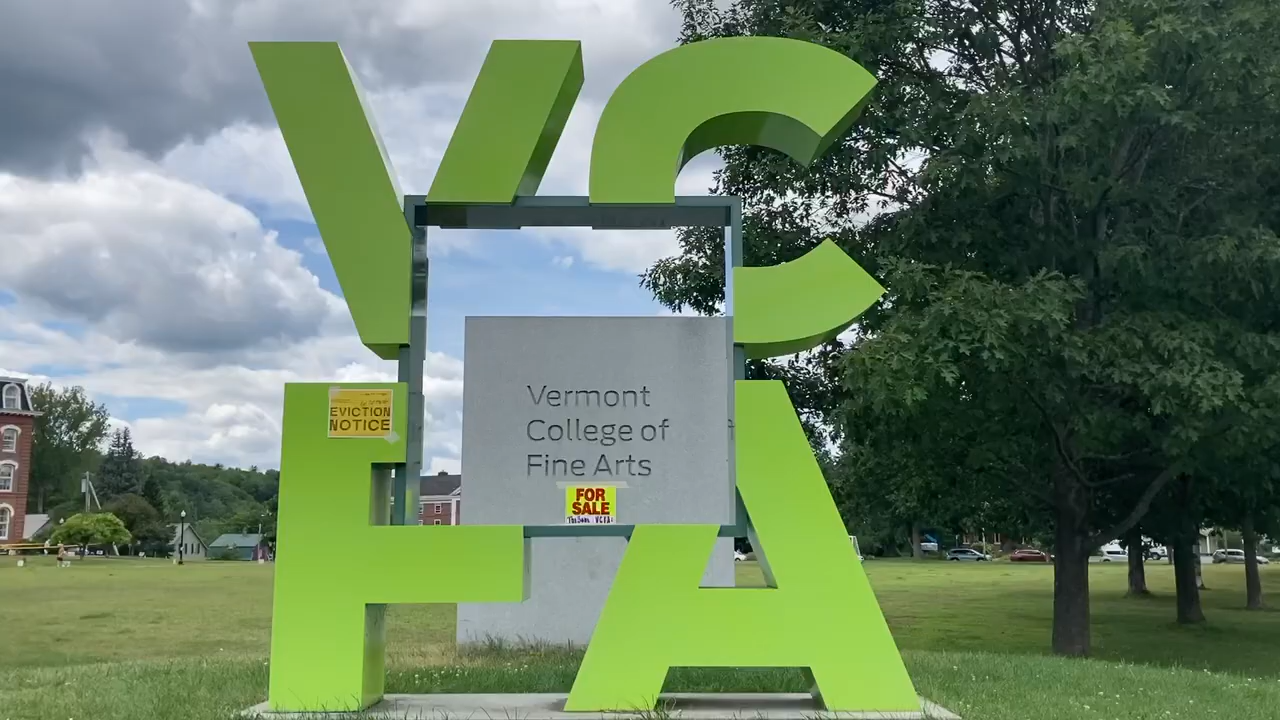 VC
FA
EVICTION
NOTICE
Vermont
College of
Fine Arts
FOR
SALE